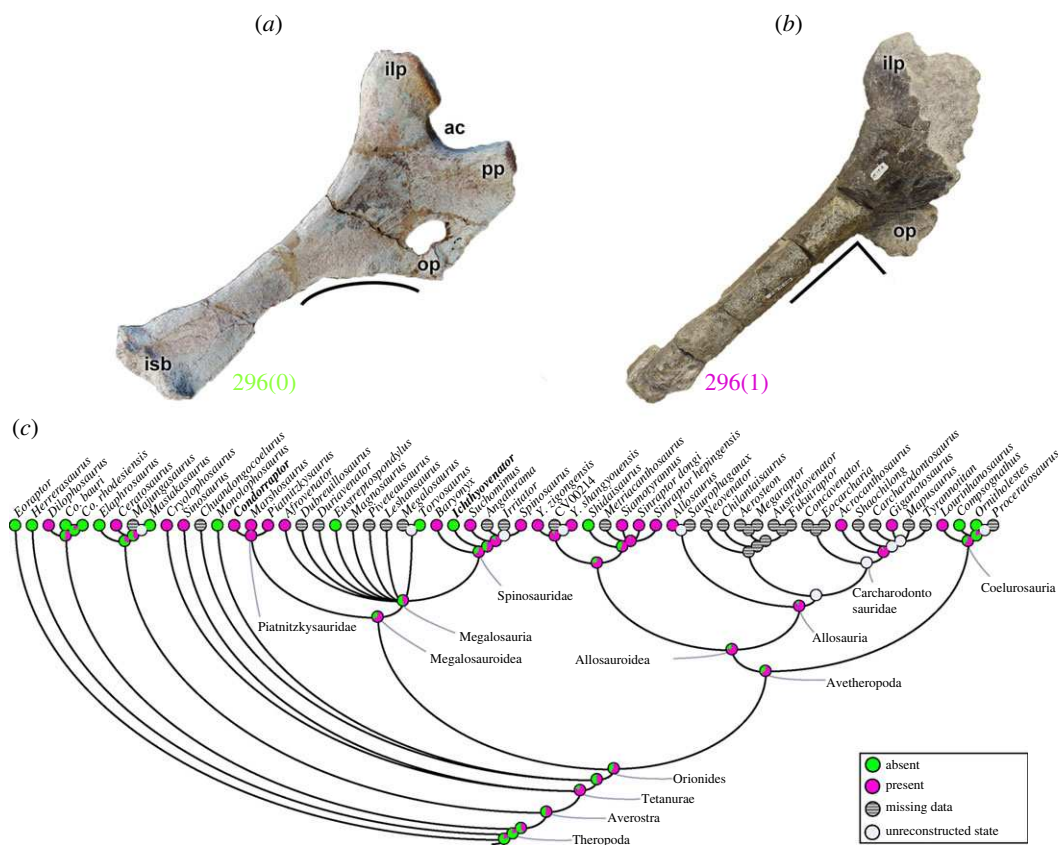 (a)
(b)
ilp
ac
pp
op
isb
296(0)
ilp
op
296(1)
(c)
Eoraptor
Herrerasaurus
Dilophosaurus
Co. bauri
Co. rhodesiensis
Elaphrosaurus
Ceratosaurus
Masiakasaurus
Majungasaurus
Cryolophosaurus
Sinosaurus
Chuandongocoelurus
Monolophosaurus
Condorraptor
Marshosaurus
Piatnitzkysaurus
Afrovenator
Dubreuillosaurus
Duriavenator
Eustreptospondylus
Magnosaurus
Piveteausaurus
Leshansaurus
Megalosaurus
Torvosaurus
Baryonyx
Ichthyovenator
Suchomimus
Angaturama
Irritator
Spinosaurus
Y. zigongensis
CV 00214
Y. shangyouensis
Shidaisaurus
Metriacanthosaurus
Siamotyrannus
Sinraptor dongi
Sinraptor hepingensis
Allosaurus
Saurophaganax
Neovenator
Chilantaisaurus
Aerosteon
Megaraptor
Australovenator
Fukuiraptor
Concavenator
Eocarcharia
Acrocanthosaurus
Shaochilong
Carcharodontosaurus
Giganotosaurus
Mapusaurus
Tyrannotitan
Lourinhanosaurus
Compsognathus
Ornitholestes
Proceratosaurus
Piatnitzkysauridae
Spinosauridae
Megalosauria
Megalosauroidea
Carcharodonto
sauridae
Coelurosauria
Allosauria
Allosauroidea
Avetheropoda
Orionides
Tetanurae
Averostra
Theropoda
absent
present
missing data
unreconstructed state